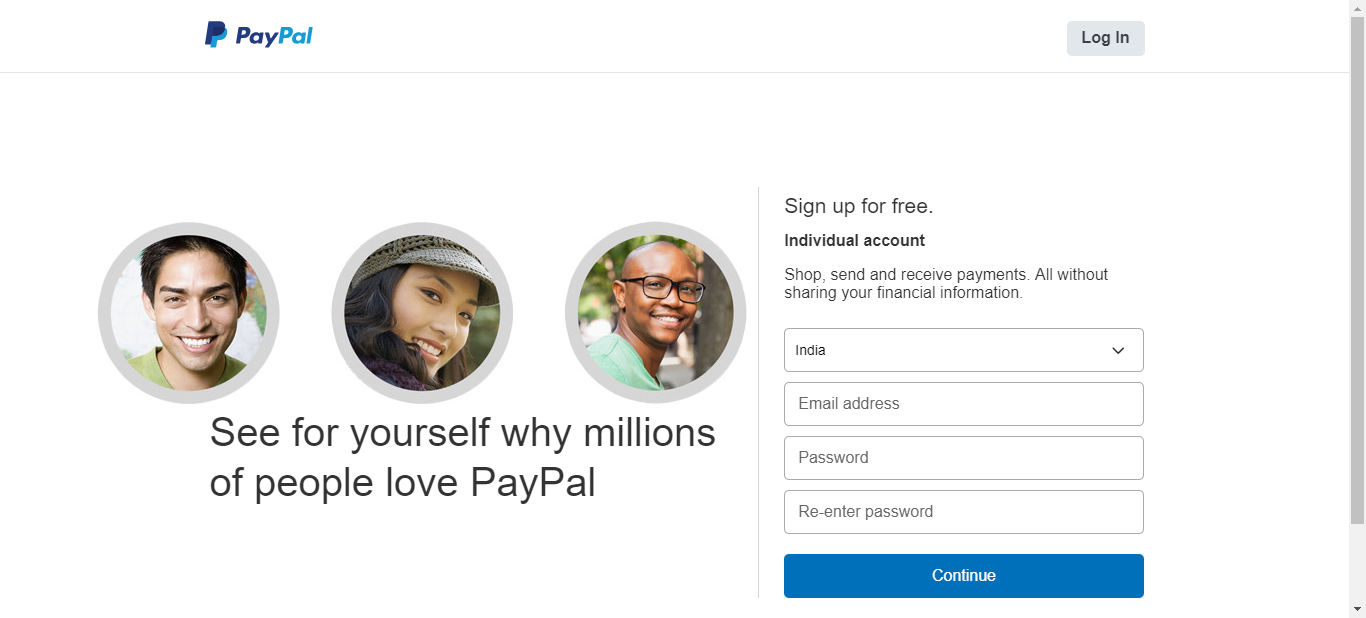 PayPal
Log In
See for yourself why millions
of people love PayPal
Sign up for free.
Individual account
Shop, send and receive payments. All without
sharing your financial information.
India
Email address
Password
Re-enter password
Continue